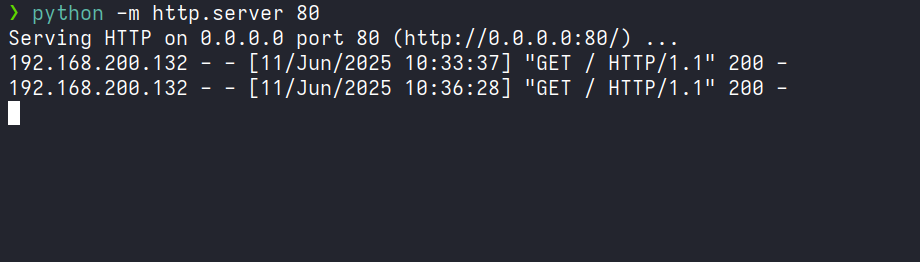 ❯ python -m http.server 80
Serving HTTP on 0.0.0.0 port 80 (http://0.0.0.0:80/) ...
192.168.200.132 - - [11/Jun/2025 10:33:37] "GET / HTTP/1.1" 200 -
192.168.200.132 - - [11/Jun/2025 10:36:28] "GET / HTTP/1.1" 200 -